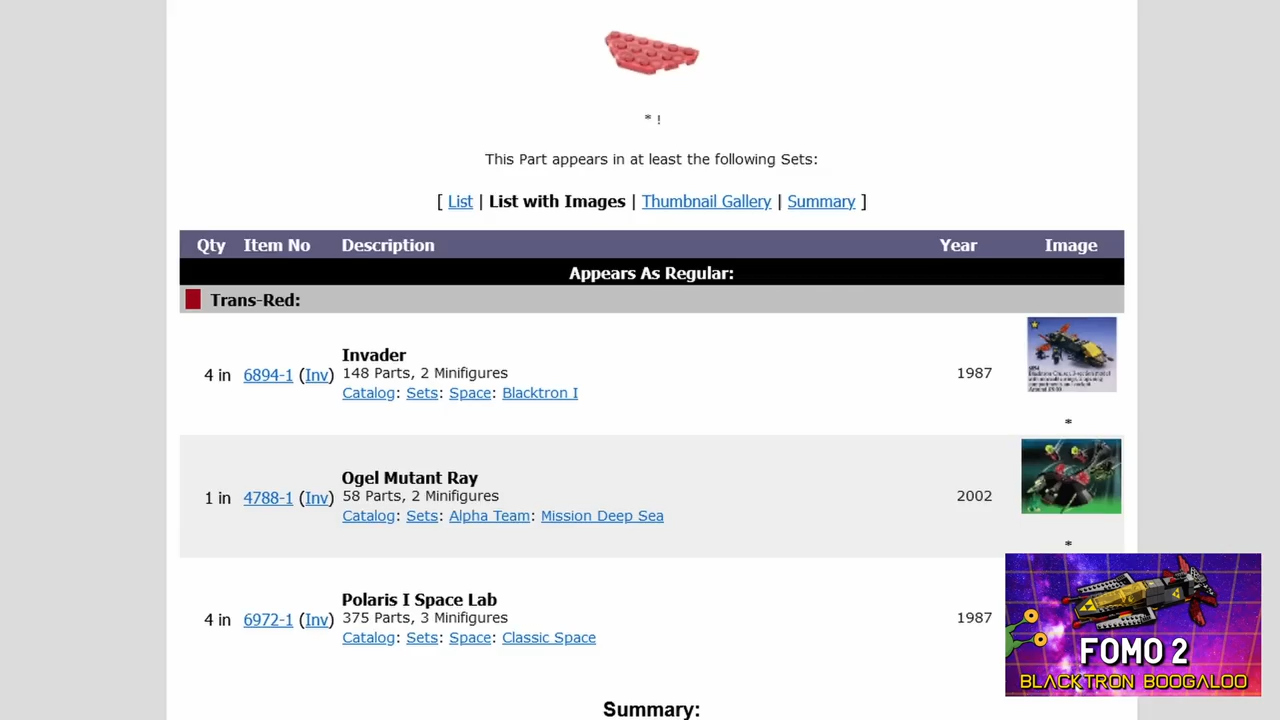 * !
This Part appears in at least the following Sets:
[ List | List with Images | Thumbnail Gallery | Summary ]
Qty Item No Description Year Image
Appears As Regular:
Trans-Red:
4 in 6894-1 (Inv) Invader
148 Parts, 2 Minifigures
Catalog: Sets: Space: Blacktron I
1987
*
1 in 4788-1 (Inv) Ogel Mutant Ray
58 Parts, 2 Minifigures
Catalog: Sets: Alpha Team: Mission Deep Sea
2002
*
4 in 6972-1 (Inv) Polaris I Space Lab
375 Parts, 3 Minifigures
Catalog: Sets: Space: Classic Space
1987
FOMO 2
BLACKTRON BOOGALOO
Summary: